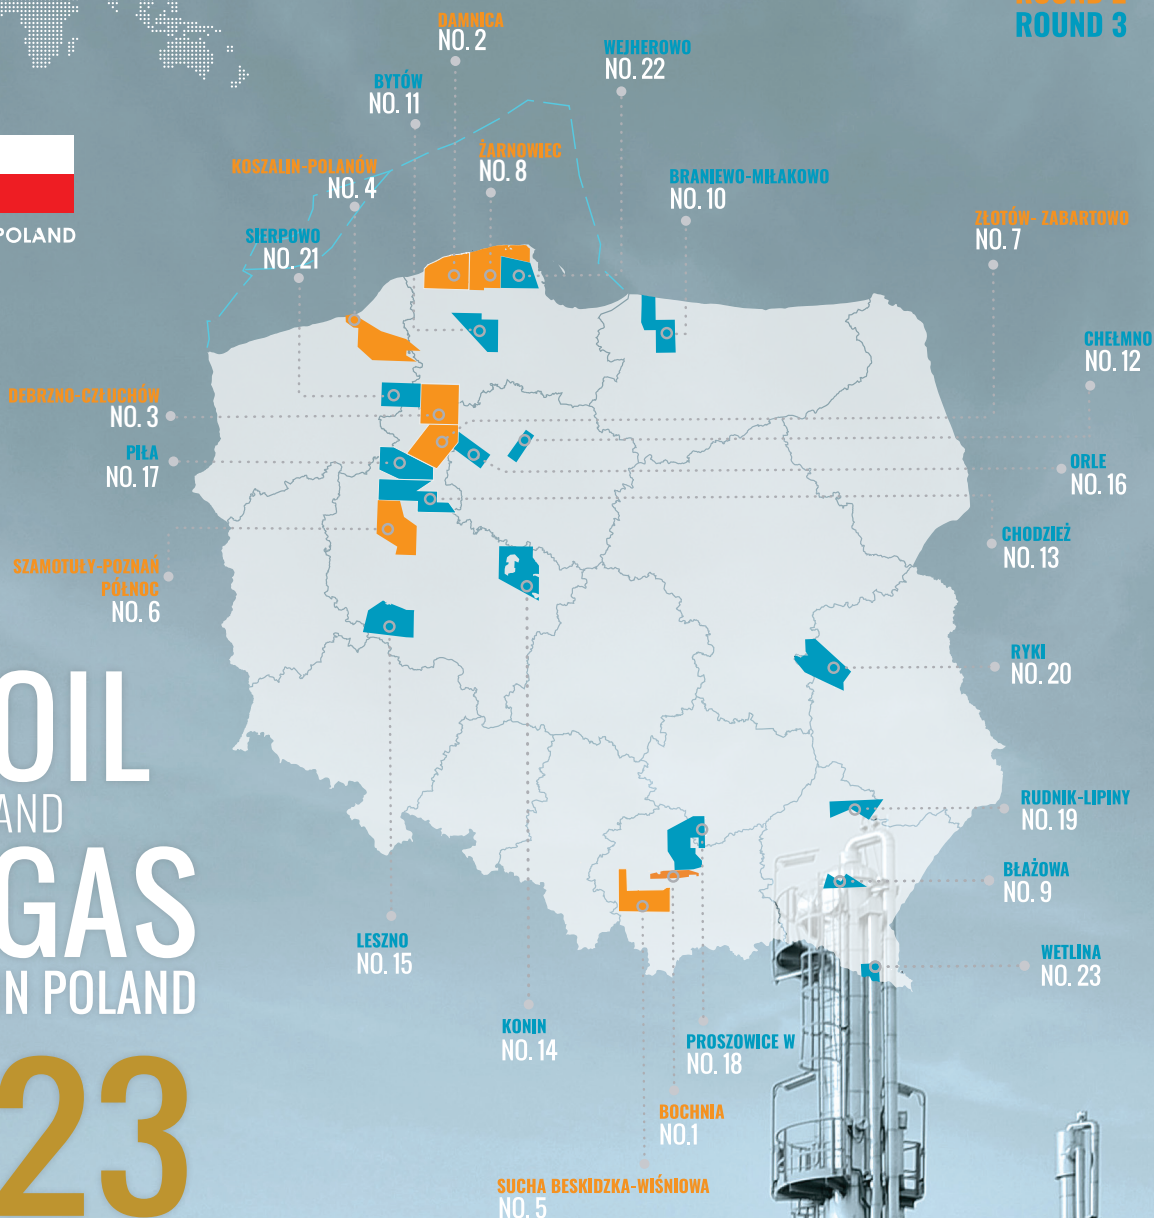 ROUND 3
DAMNICA
NO. 2
WEJHEROWO
NO. 22
BYTÓW
NO. 11
ŻARNOWIEC
NO. 8
KOSZALIN-POLANÓW
NO. 4
BRANIEWO-MIŁAKOWO
NO. 10
ZŁOTÓW- ZABARTOWO
NO. 7
POLAND
SIERPOWO
NO. 21
CHEŁMNO
NO. 12
DEBRZNO-CZŁUCHÓW
NO. 3
PIŁA
NO. 17
ORLE
NO. 16
CHODZIEŻ
NO. 13
SZAMOTUŁY-POZNAŃ
PÓŁNOC
NO. 6
RYKI
NO. 20
OIL
AND
GAS
IN POLAND
23
RUDNIK-LIPINY
NO. 19
BŁAŻOWA
NO. 9
LESZNO
NO. 15
WETLINA
NO. 23
KONIN
NO. 14
PROSZOWICE W
NO. 18
BOCHNIA
NO.1
SUCHA BESKIDZKA-WIŚNIOWA
NO. 5